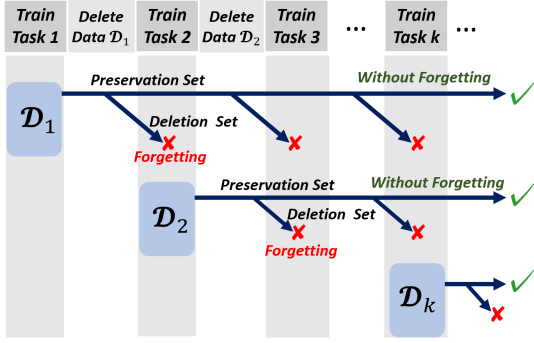 Train Task 1
Delete Data 𝒟₁
Train Task 2
Delete Data 𝒟₂
Train Task 3
...
Train Task k
...
Preservation Set
Without Forgetting
𝓓₁
Deletion Set
Forgetting
Preservation Set
Without Forgetting
𝓓₂
Deletion Set
Forgetting
𝓓ₖ